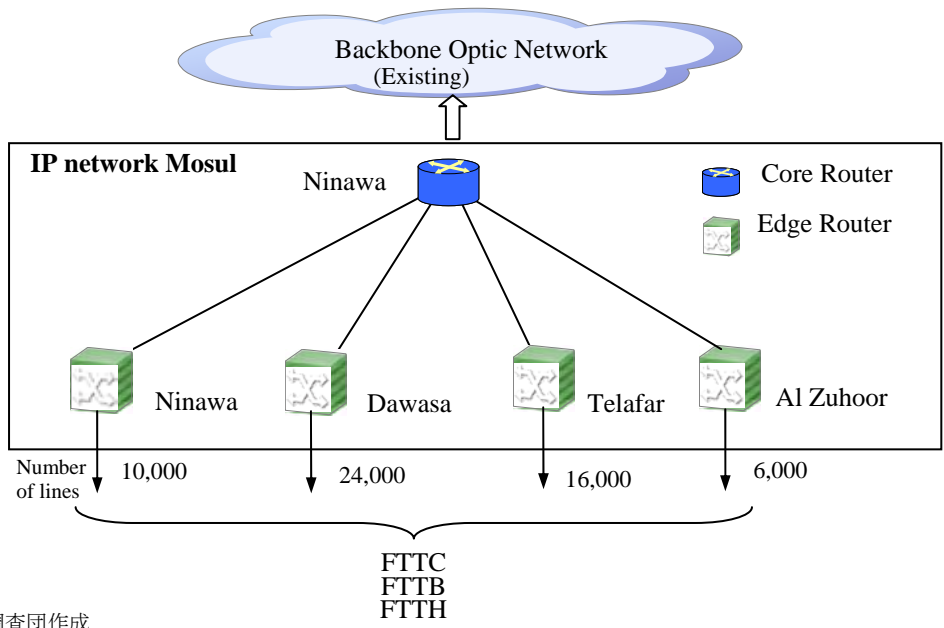 Backbone Optic Network
(Existing)
IP network Mosul
Ninawa
Core Router
Edge Router
Ninawa
Dawasa
Telafar
Al Zuhoor
Number
of lines
10,000
24,000
16,000
6,000
FTTC
FTTB
FTTH
査団作成